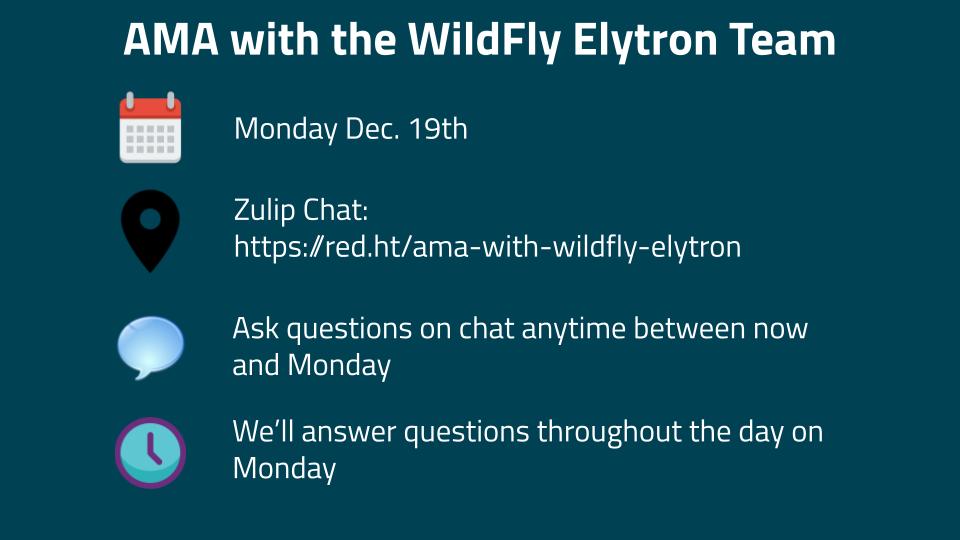 AMA with the WildFly Elytron Team
Monday Dec. 19th
Zulip Chat:
https://red.ht/ama-with-wildfly-elytron
Ask questions on chat anytime between now
and Monday
We’ll answer questions throughout the day on
Monday